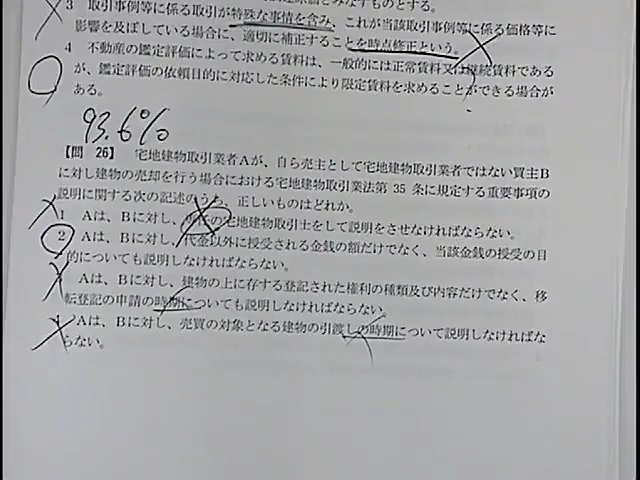 3 取引事例等に係る取引が特殊な事情を含み、これが当該取引事例等に係る価格等に
影響を及ぼしている場合に、適切に補正することを時点修正という。
4 不動産の鑑定評価によって求める賃料は、一般的には正常賃料又は継続賃料である
が、鑑定評価の依頼目的に対応した条件により限定賃料を求めることができる場合が
ある。
93.6%
【問 26】 宅地建物取引業者Aが、自ら売主として宅地建物取引業者ではない買主B
に対し建物の売却を行う場合における宅地建物取引業法第 35 条に規定する重要事項の
説明に関する次の記述のうち、正しいものはどれか。
1 Aは、Bに対し、専任の宅地建物取引士をして説明をさせなければならない。
2 Aは、Bに対し、代金以外に授受される金銭の額だけでなく、当該金銭の授受の目
的についても説明しなければならない。
Aは、Bに対し、建物の上に存する登記された権利の種類及び内容だけでなく、移
転登記の申請の時期についても説明しなければならない。
Aは、Bに対し、売買の対象となる建物の引渡しの時期について説明しなければな
らない。